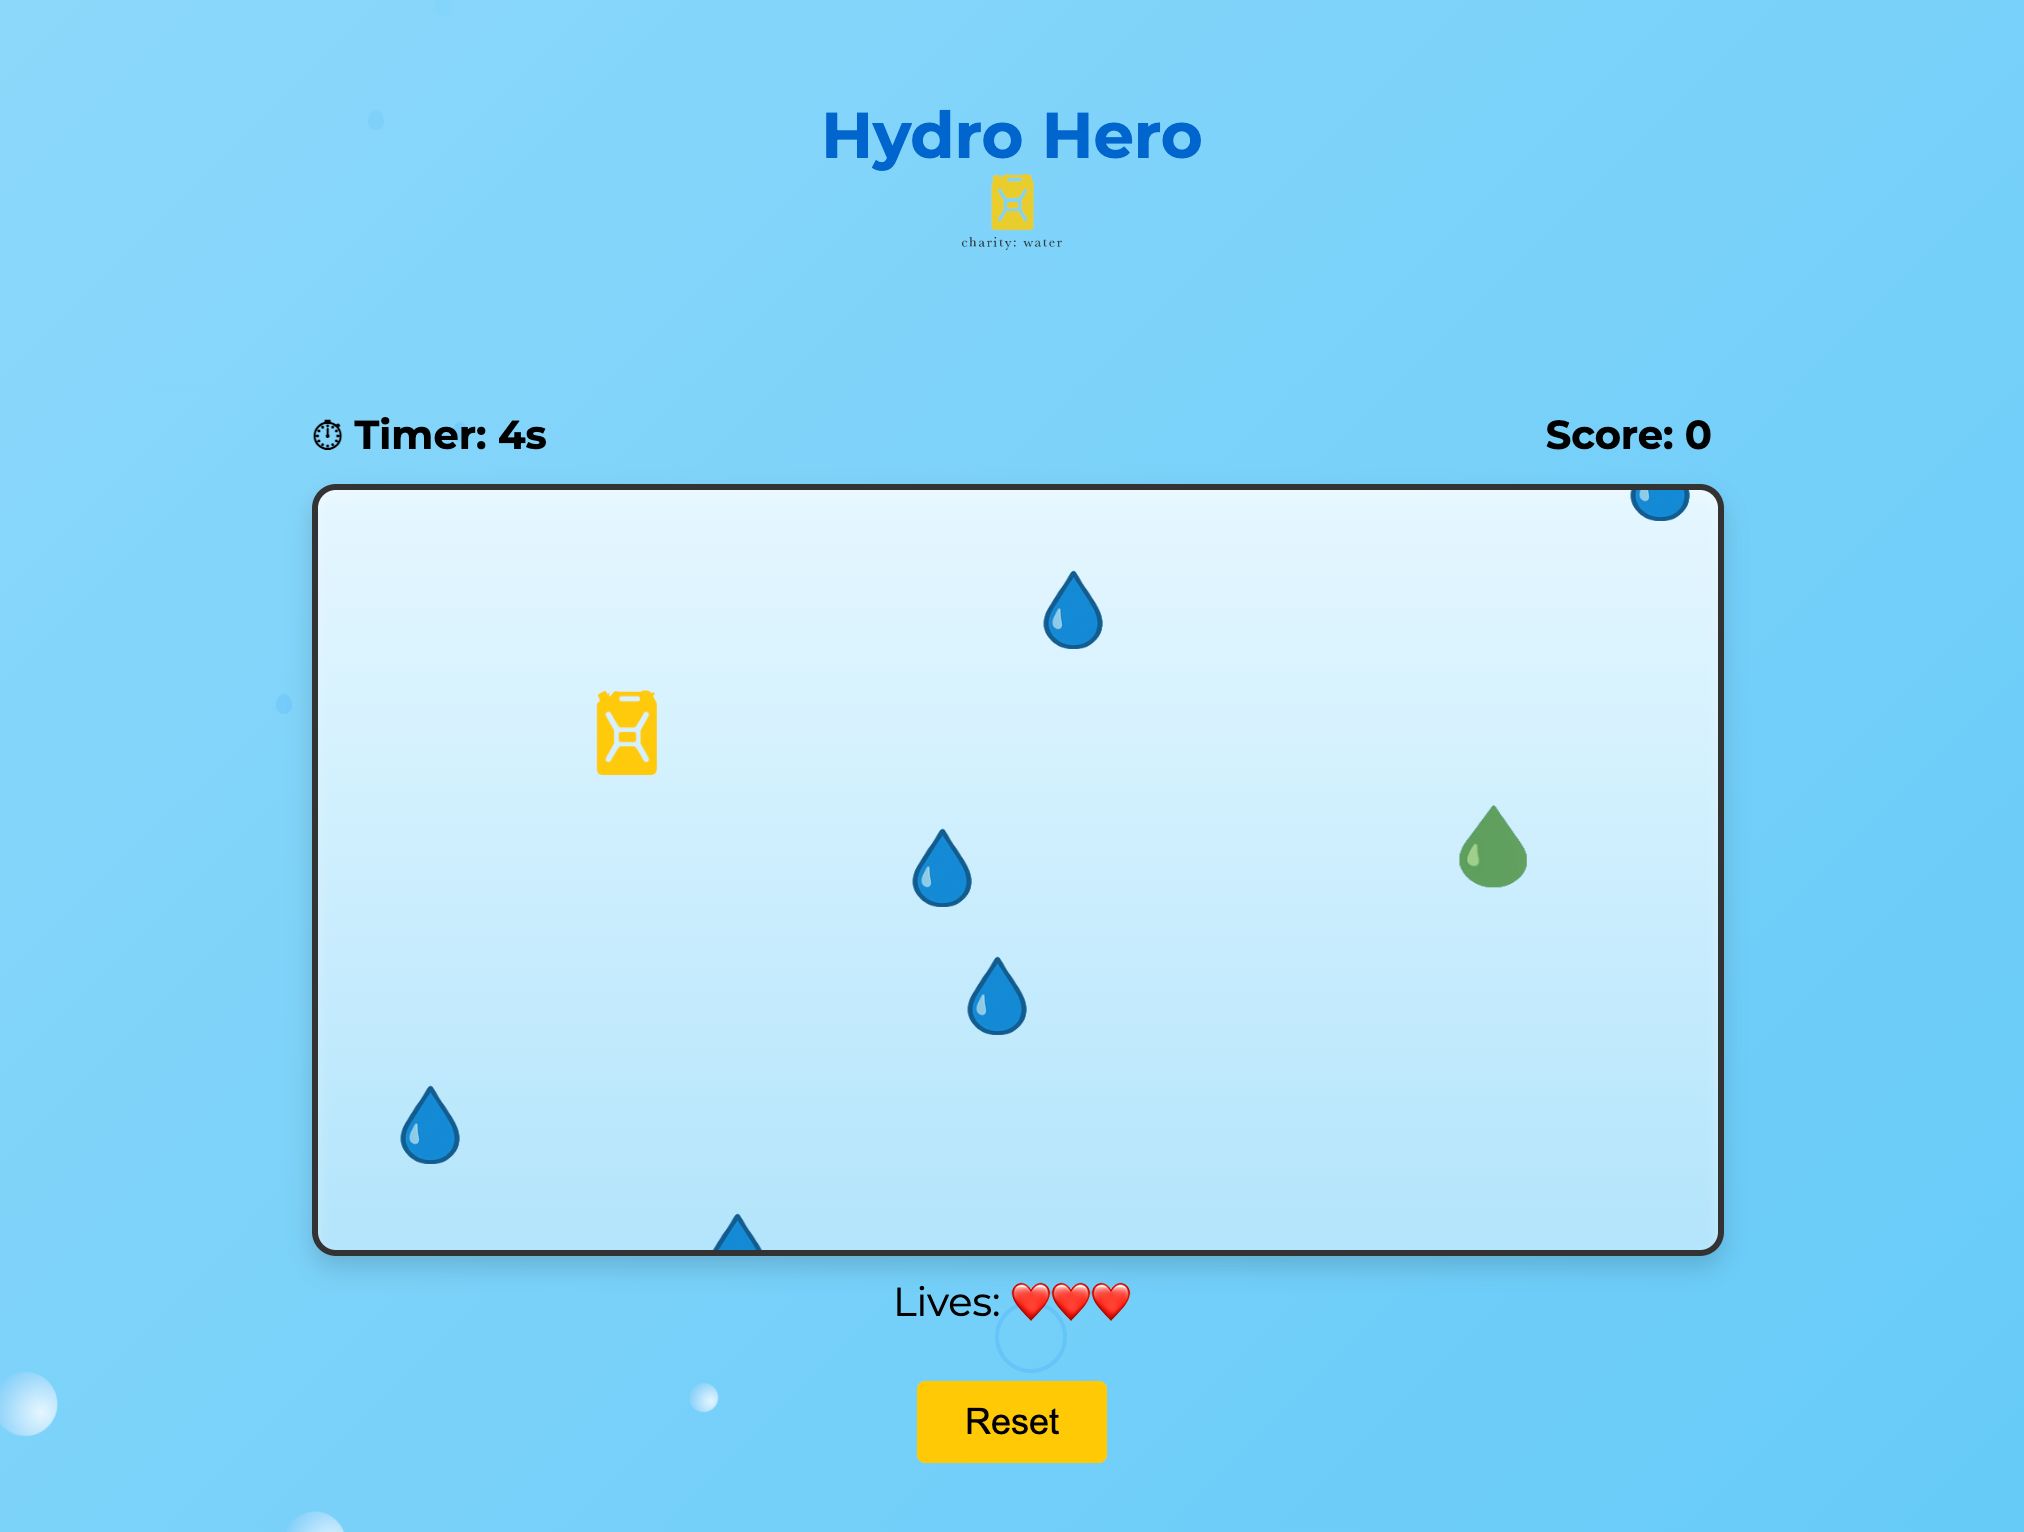 Hydro Hero
charity: water
⏱ Timer: 4s
Score: 0
Lives: ❤️❤️❤️
Reset